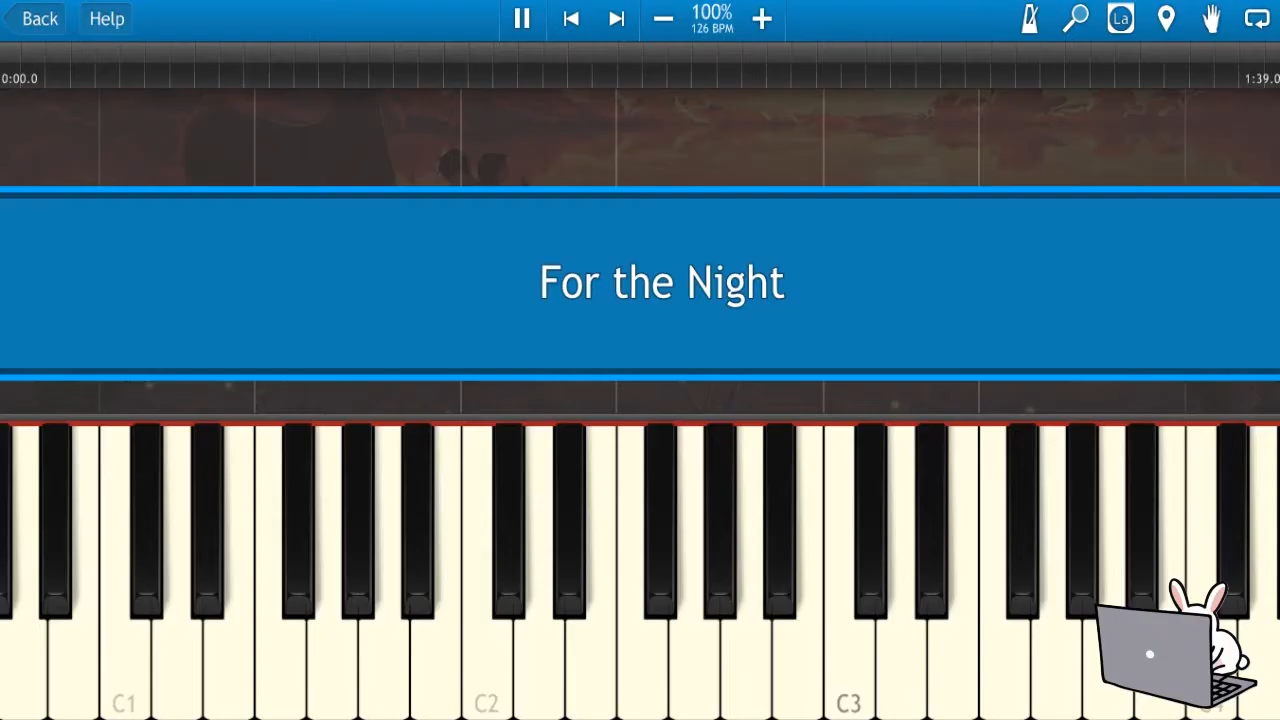 Back Help 100% La
126 BPM
0:00.0 1:39.0
For the Night
C1 C2 C3